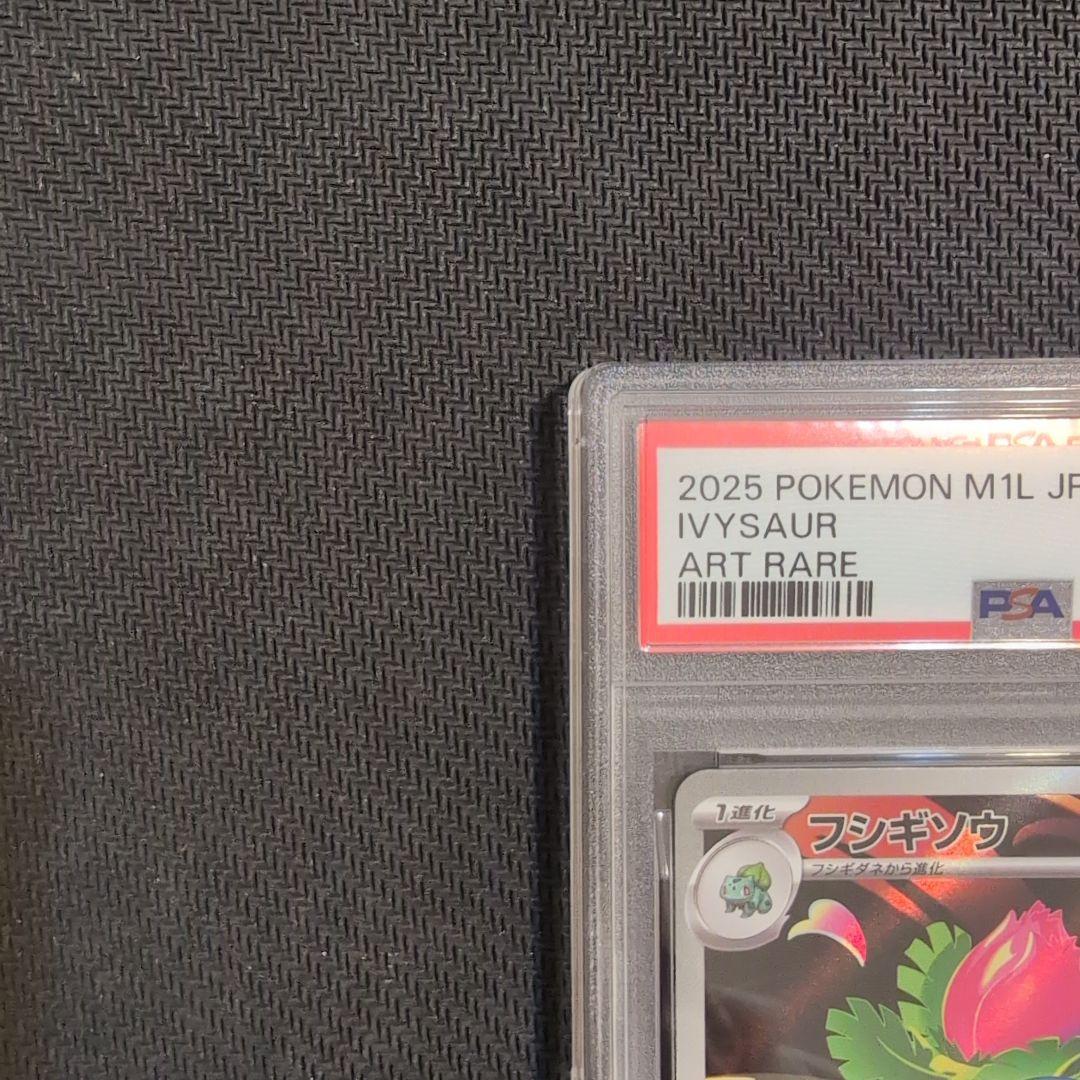 2025 POKEMON M1L JP
IVYSAUR
ART RARE
PSA
1進化
フシギソウ
フシギダネから進化